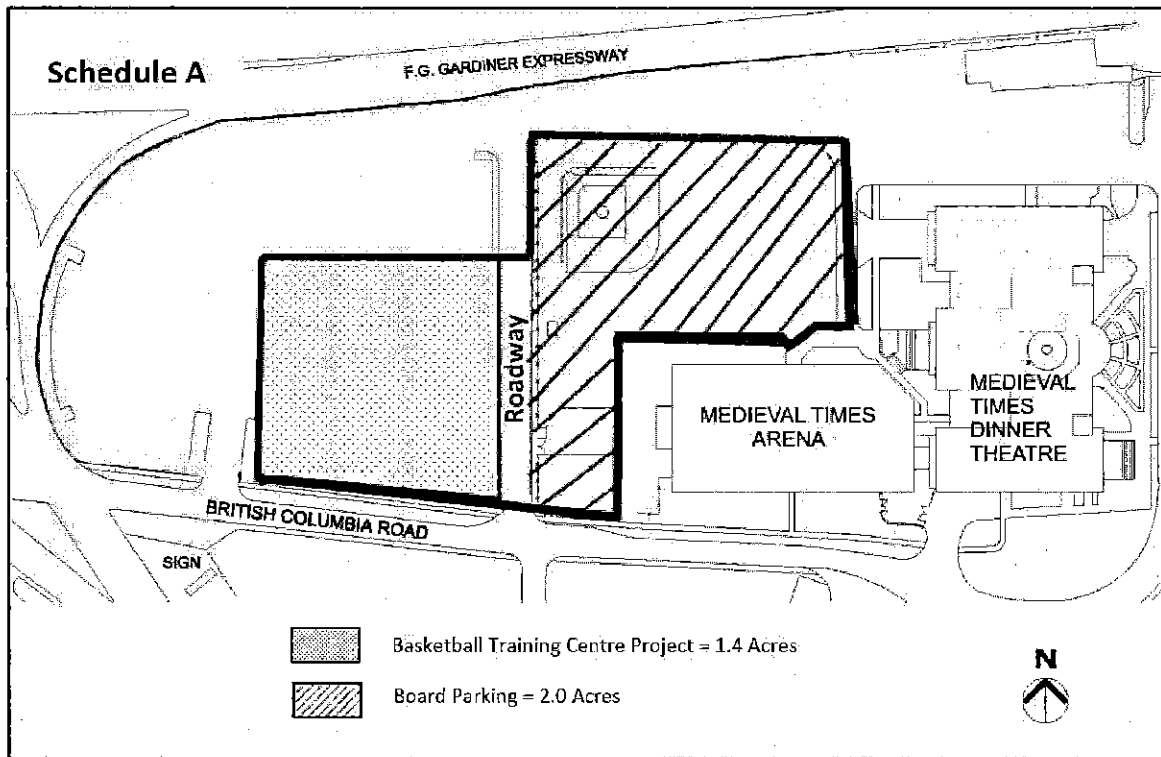 Schedule A
F.G. GARDINER EXPRESSWAY
Roadway
MEDIEVAL TIMES
ARENA
MEDIEVAL
TIMES
DINNER
THEATRE
BRITISH COLUMBIA ROAD
SIGN
Basketball Training Centre Project = 1.4 Acres
Board Parking = 2.0 Acres
N